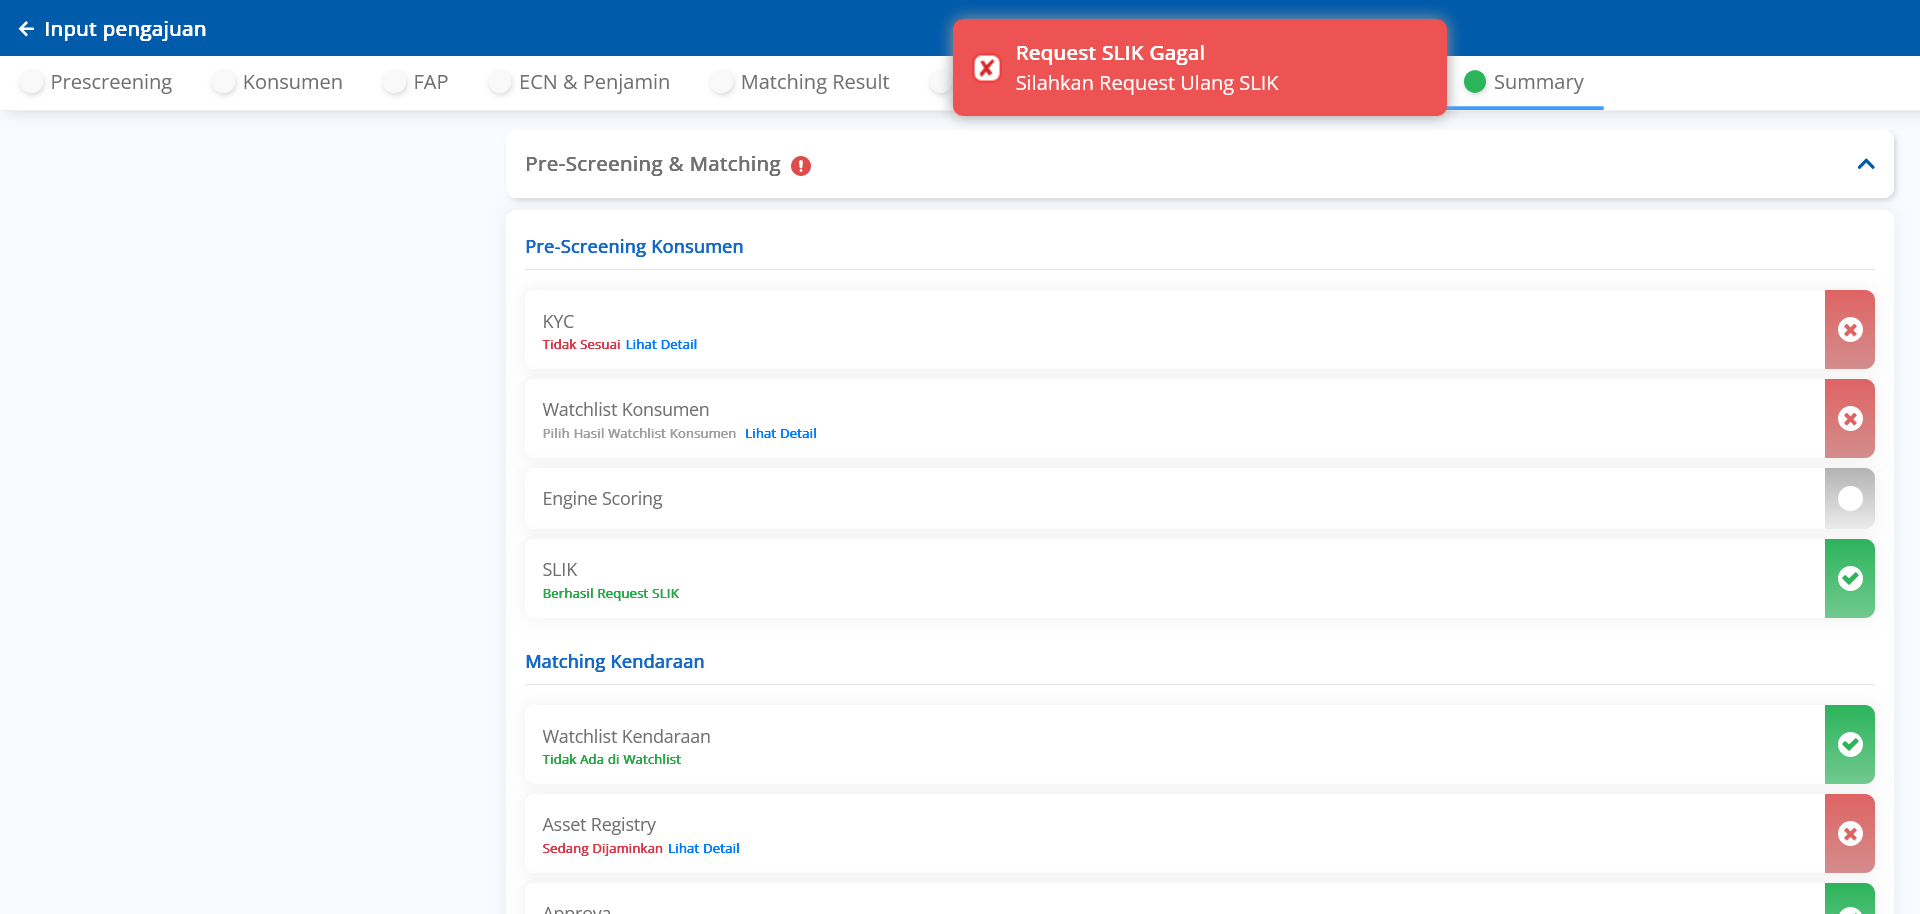 Input pengajuan
Request SLIK Gagal
Silahkan Request Ulang SLIK
Prescreening
Konsumen
FAP
ECN & Penjamin
Matching Result
Summary
Pre-Screening & Matching
Pre-Screening Konsumen
KYC
Tidak Sesuai Lihat Detail
Watchlist Konsumen
Pilih Hasil Watchlist Konsumen Lihat Detail
Engine Scoring
SLIK
Berhasil Request SLIK
Matching Kendaraan
Watchlist Kendaraan
Tidak Ada di Watchlist
Asset Registry
Sedang Dijaminkan Lihat Detail